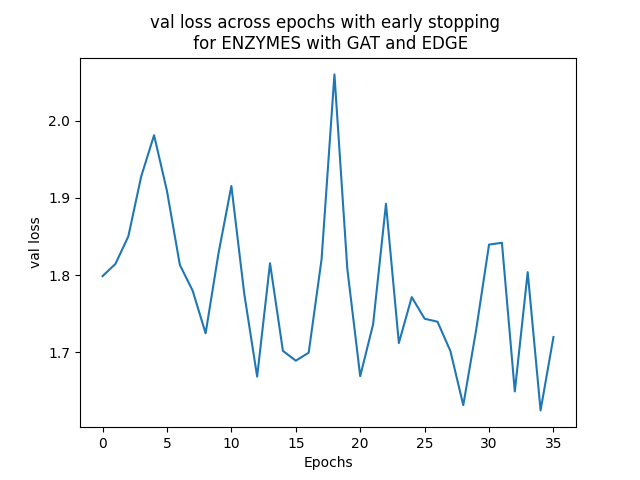 val loss across epochs with early stopping
for ENZYMES with GAT and EDGE
val loss
2.0
1.9
1.8
1.7
0 5 10 15 20 25 30 35
Epochs